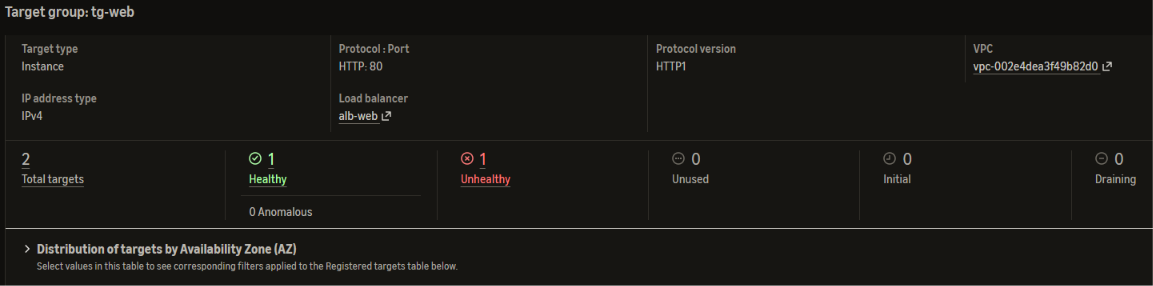 Target group: tg-web
Target type
Instance
Protocol : Port
HTTP: 80
Protocol version
HTTP1
VPC
vpc-002e4dea3f49b82d0
IP address type
IPv4
Load balancer
alb-web
2
Total targets
1
Healthy
0 Anomalous
1
Unhealthy
0
Unused
0
Initial
0
Draining
Distribution of targets by Availability Zone (AZ)
Select values in this table to see corresponding filters applied to the Registered targets table below.